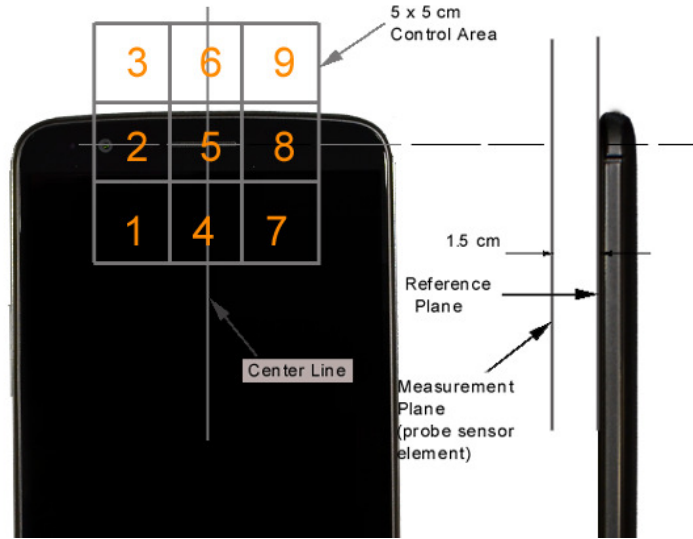 5 x 5 cm
Control Area
3 6 9
2 5 8
1 4 7
1.5 cm
Reference
Plane
Center Line
Measurement
Plane
(probe sensor
element)